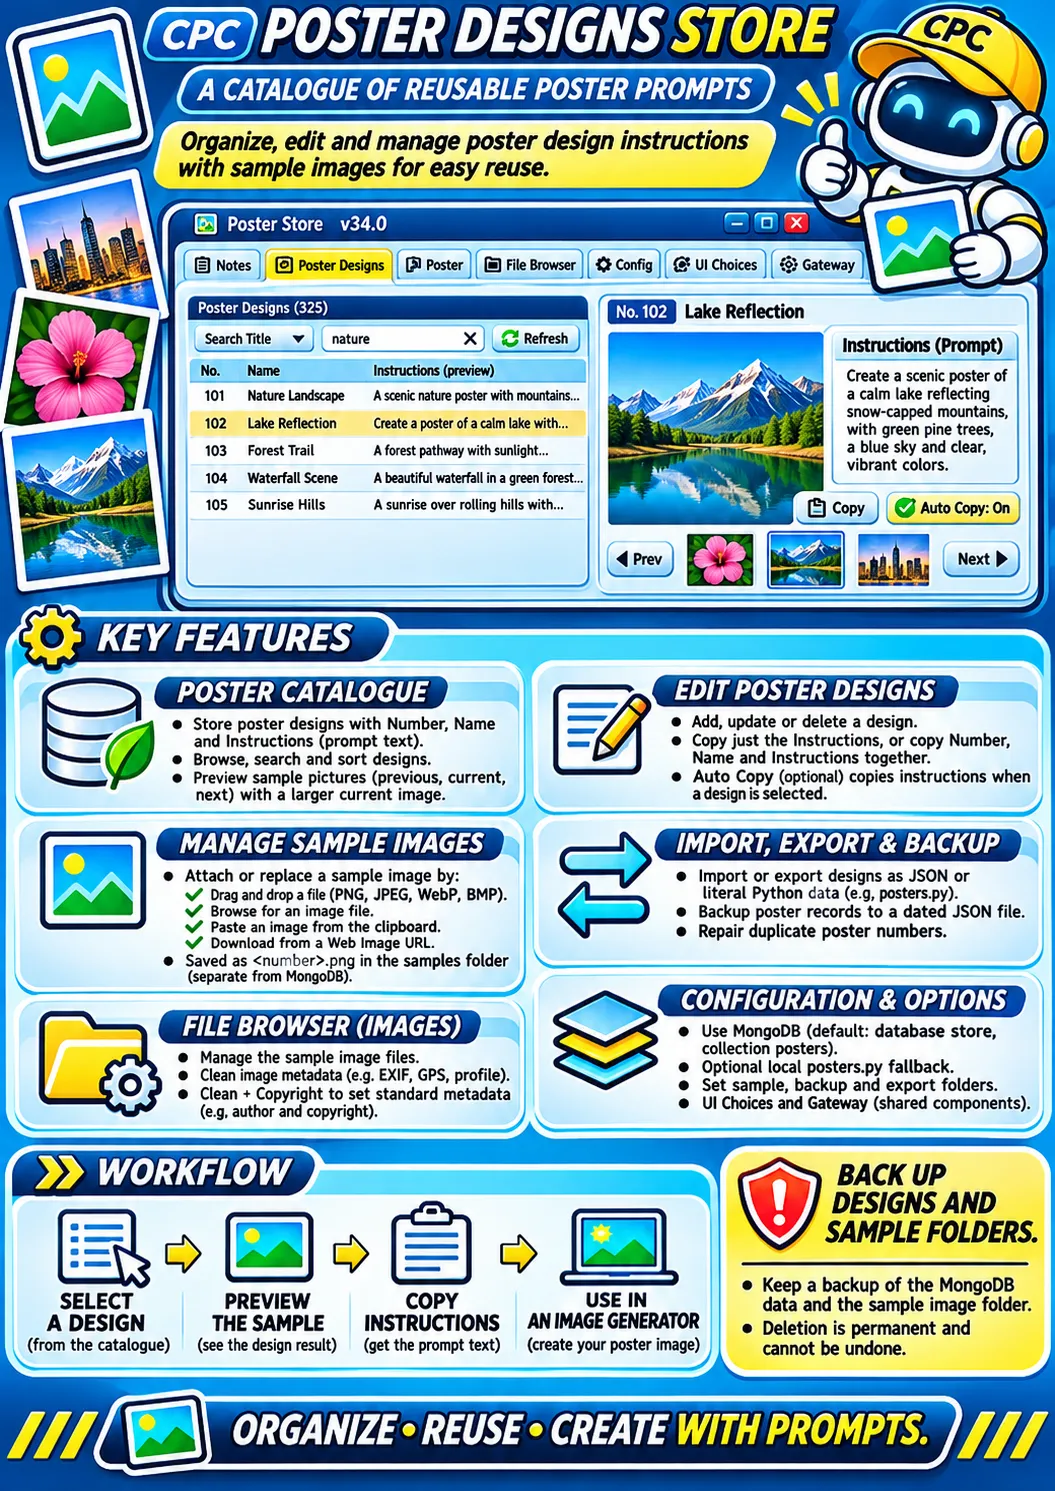 CPC POSTER DESIGNS STORE
CPC
A CATALOGUE OF REUSABLE POSTER PROMPTS
Organize, edit and manage poster design instructions
with sample images for easy reuse.
Poster Store v34.0
Notes
Poster Designs
Poster
File Browser
Config
UI Choices
Gateway
Poster Designs (325)
Search Title
nature
Refresh
No. Name Instructions (preview)
101 Nature Landscape A scenic nature poster with mountains...
102 Lake Reflection Create a poster of a calm lake with...
103 Forest Trail A forest pathway with sunlight...
104 Waterfall Scene A beautiful waterfall in a green forest...
105 Sunrise Hills A sunrise over rolling hills with...
No. 102 Lake Reflection
Instructions (Prompt)
Create a scenic poster of
a calm lake reflecting
snow-capped mountains,
with green pine trees,
a blue sky and clear,
vibrant colors.
Copy
Auto Copy: On
Prev
Next
KEY FEATURES
POSTER CATALOGUE
• Store poster designs with Number, Name
and Instructions (prompt text).
• Browse, search and sort designs.
• Preview sample pictures (previous, current,
next) with a larger current image.
EDIT POSTER DESIGNS
• Add, update or delete a design.
• Copy just the Instructions, or copy Number,
Name and Instructions together.
• Auto Copy (optional) copies instructions when
a design is selected.
MANAGE SAMPLE IMAGES
• Attach or replace a sample image by:
✓ Drag and drop a file (PNG, JPEG, WebP, BMP).
✓ Browse for an image file.
✓ Paste an image from the clipboard.
✓ Download from a Web Image URL.
• Saved as <number>.png in the samples folder
(separate from MongoDB).
IMPORT, EXPORT & BACKUP
• Import or export designs as JSON or
literal Python data (e.g, posters.py).
• Backup poster records to a dated JSON file.
• Repair duplicate poster numbers.
FILE BROWSER (IMAGES)
• Manage the sample image files.
• Clean image metadata (e.g. EXIF, GPS, profile).
• Clean + Copyright to set standard metadata
(e.g, author and copyright).
CONFIGURATION & OPTIONS
• Use MongoDB (default: database store,
collection posters).
• Optional local posters.py fallback.
• Set sample, backup and export folders.
• UI Choices and Gateway (shared components).
WORKFLOW
SELECT
A DESIGN
(from the catalogue)
PREVIEW
THE SAMPLE
(see the design result)
COPY
INSTRUCTIONS
(get the prompt text)
USE IN
AN IMAGE GENERATOR
(create your poster image)
BACK UP
DESIGNS AND
SAMPLE FOLDERS.
• Keep a backup of the MongoDB
data and the sample image folder.
• Deletion is permanent and
cannot be undone.
ORGANIZE • REUSE • CREATE WITH PROMPTS.